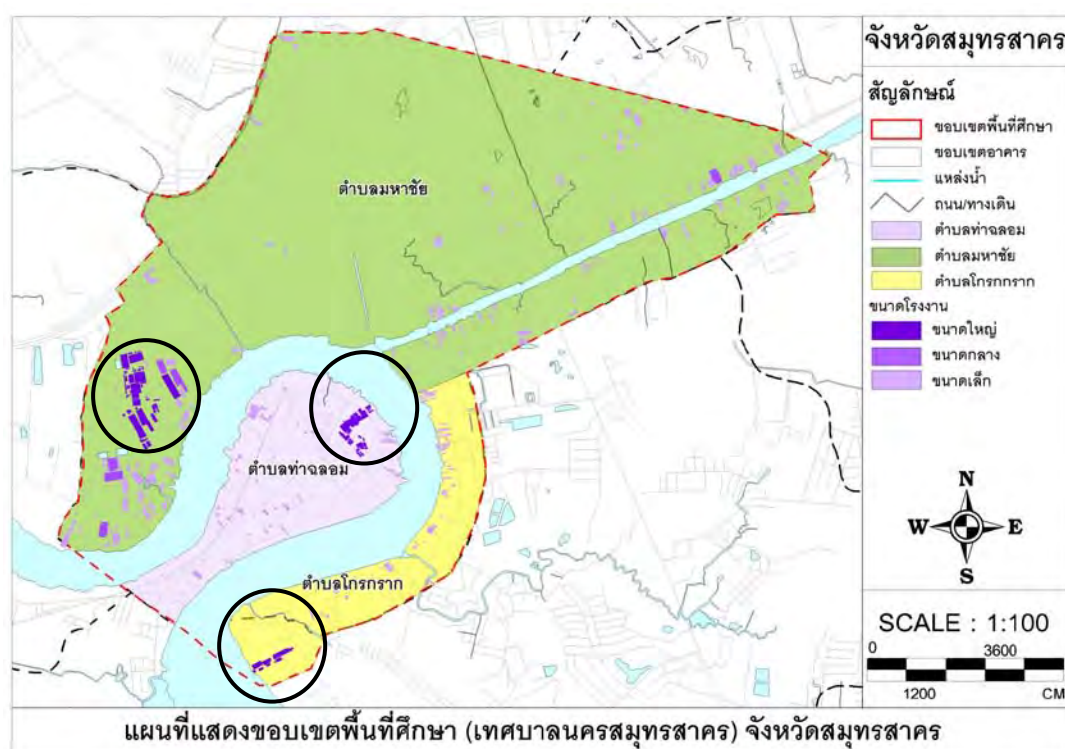 จังหวัดสมุทรสาคร
สัญลักษณ์
ขอบเขตพื้นที่ศึกษา
ขอบเขตอาคาร
แหล่งน้ำ
ถนน/ทางเดิน
ตำบลท่าฉลอม
ตำบลมหาชัย
ตำบลโกรกกราก
ขนาดโรงงาน
ขนาดใหญ่
ขนาดกลาง
ขนาดเล็ก
ตำบลมหาชัย
ตำบลท่าฉลอม
ตำบลโกรกราก
N
W E
S
SCALE : 1:100
0 3600
1200 CM
แผนที่แสดงขอบเขตพื้นที่ศึกษา (เทศบาลนครสมุทรสาคร) จังหวัดสมุทรสาคร